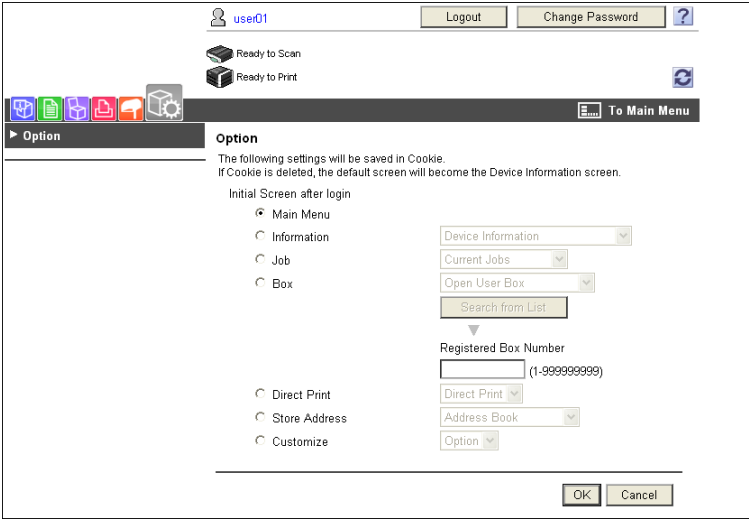 user01
Logout
Change Password
?
Ready to Scan
Ready to Print
To Main Menu
Option
Option
The following settings will be saved in Cookie.
If Cookie is deleted, the default screen will become the Device Information screen.
Initial Screen after login
Main Menu
Information Device Information
Job Current Jobs
Box Open User Box
Search from List
Registered Box Number
(1-999999999)
Direct Print Direct Print
Store Address Address Book
Customize Option
OK Cancel